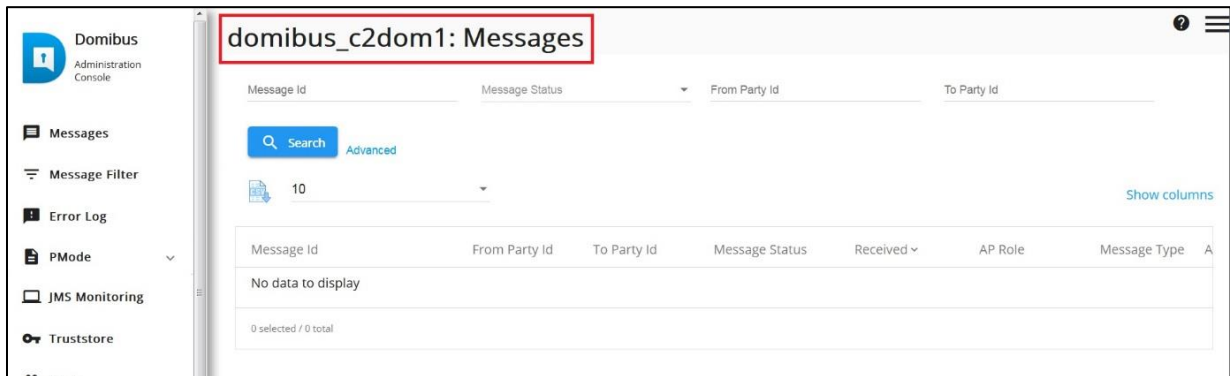 Domibus
Administration
Console
Messages
Message Filter
Error Log
PMode
JMS Monitoring
Truststore
domibus_c2dom1: Messages
Message Id
Message Status
From Party Id
To Party Id
Search
Advanced
10
Show columns
Message Id From Party Id To Party Id Message Status Received AP Role Message Type A
No data to display
0 selected / 0 total